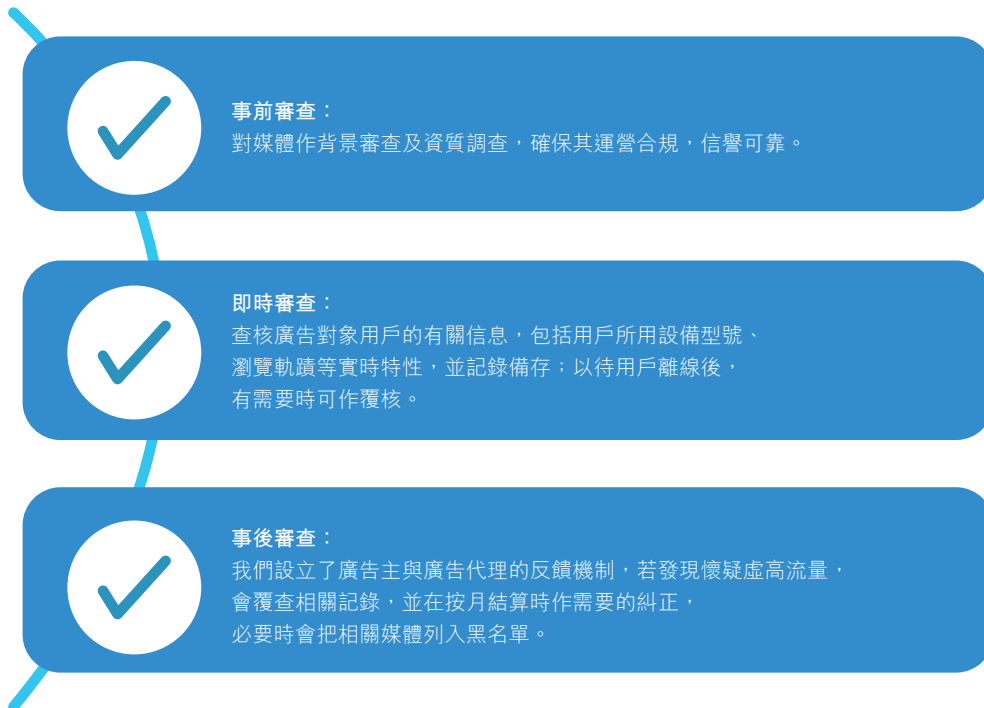 事前審查：
對媒體作背景審查及資質調查，確保其運營合規，信譽可靠。
即時審查：
查核廣告對象用戶的有關信息，包括用戶所用設備型號、
瀏覽軌蹟等實時特性，並記錄備存；以待用戶離線後，
有需要時可作覆核。
事後審查：
我們設立了廣告主與廣告代理的反饋機制，若發現懷疑虛高流量，
會覆查相關記錄，並在按月結算時作需要的糾正，
必要時會把相關媒體列入黑名單。